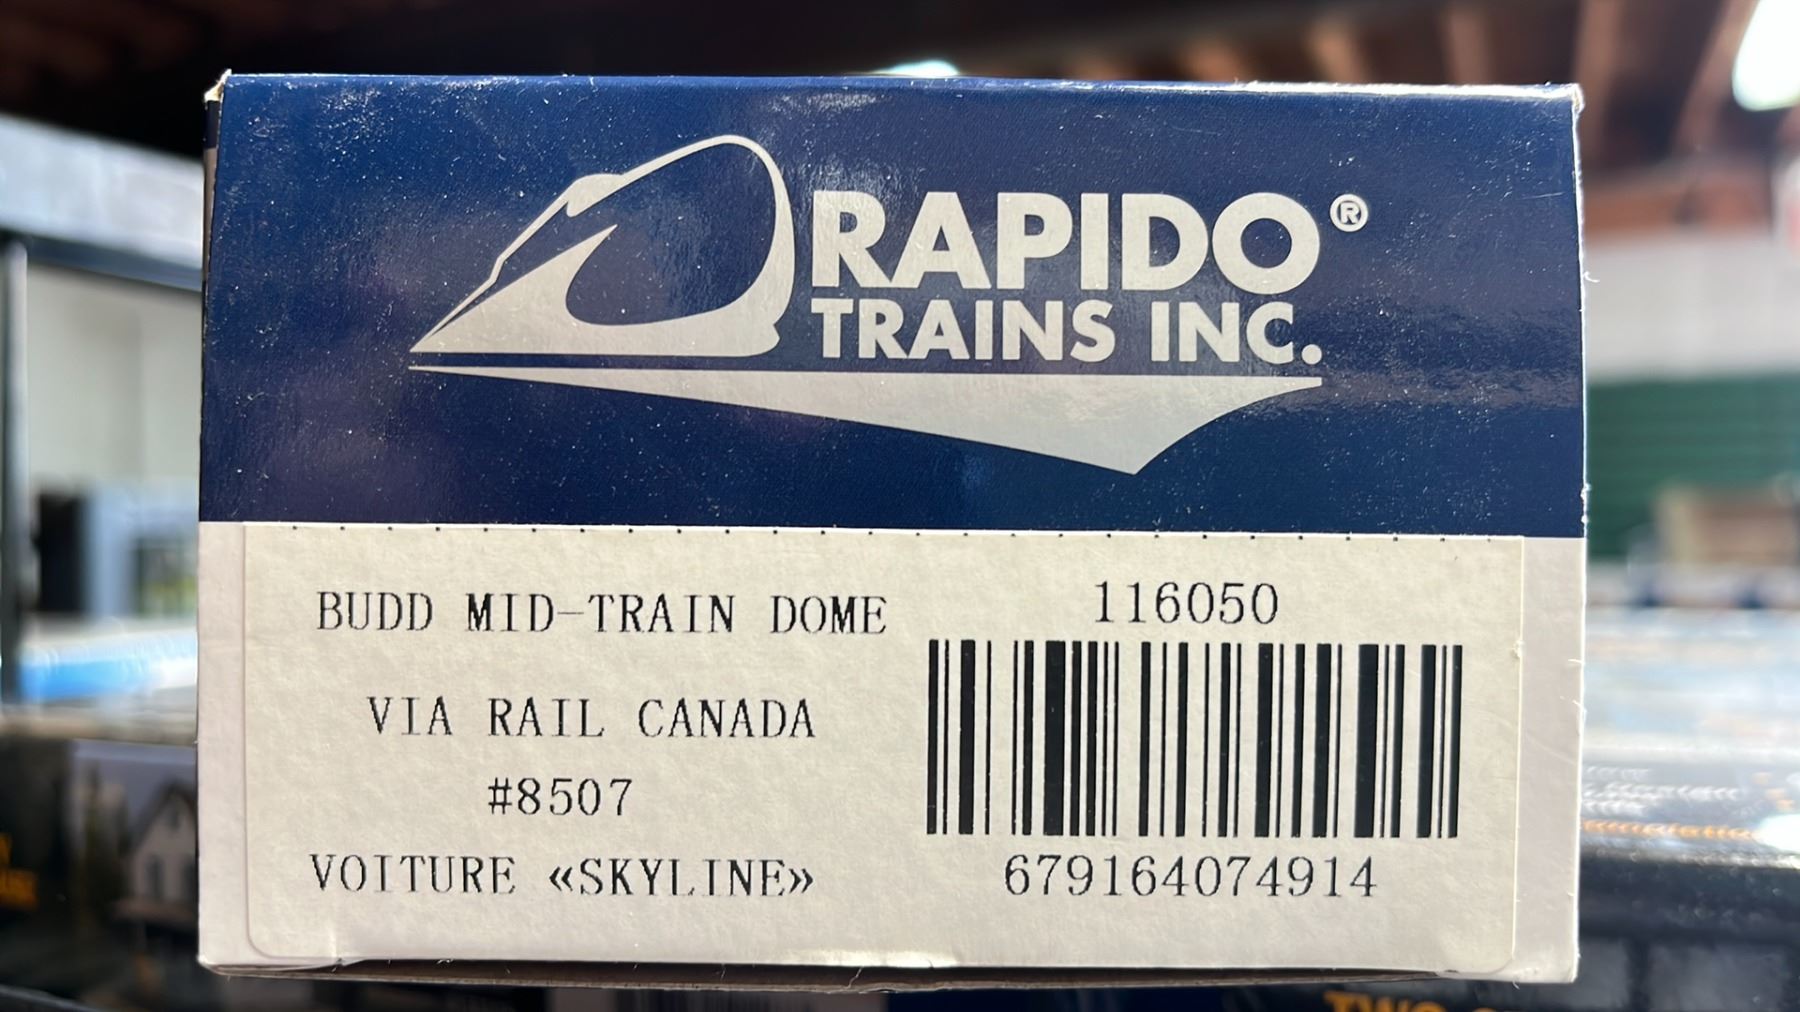 RAPIDO®
TRAINS INC.
BUDD MID-TRAIN DOME
116050
VIA RAIL CANADA
#8507
VOITURE «SKYLINE»
679164074914